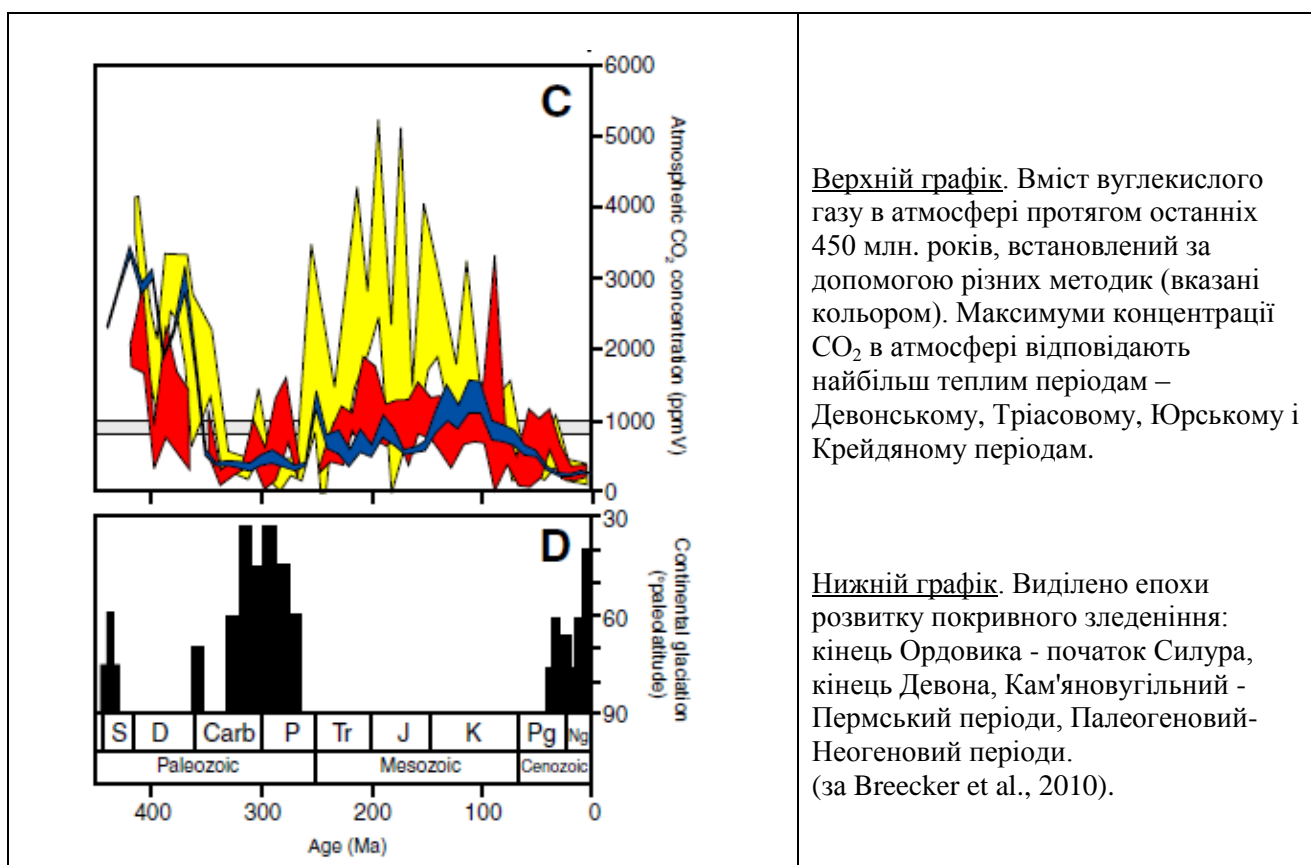 C
6000
5000
4000
3000
2000
1000
0
Atmospheric CO₂ concentration (ppmV)
D
30
60
90
Continental glaciation
(°paleolatitude)
S D Carb P Tr J K Pg Ng
Paleozoic Mesozoic Cenozoic
400 300 200 100 0
Age (Ma)
Верхній графік. Вміст вуглекислого
газу в атмосфері протягом останніх
450 млн. років, встановлений за
допомогою різних методик (вказані
кольором). Максимуми концентрації
CO₂ в атмосфері відповідають
найбільш теплим періодам –
Девонському, Тріасовому, Юрському і
Крейдяному періодам.
Нижній графік. Виділено епохи
розвитку покривного зледеніння:
кінець Ордовика - початок Силура,
кінець Девона, Кам'яновугільний -
Пермський періоди, Палеогеновий-
Неогеновий періоди.
(за Breecker et al., 2010).